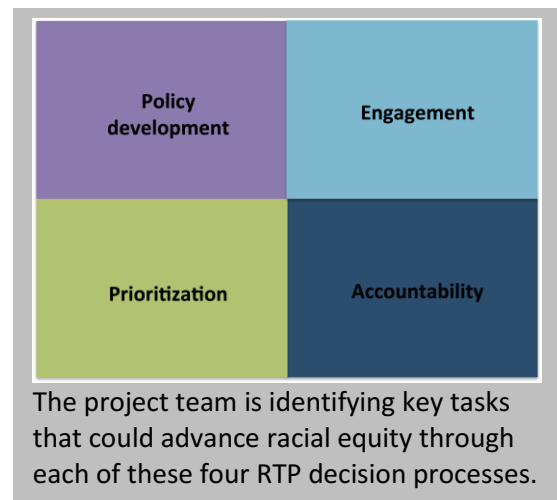 Policy
development
Engagement
Prioritization
Accountability
The project team is identifying key tasks
that could advance racial equity through
each of these four RTP decision processes.